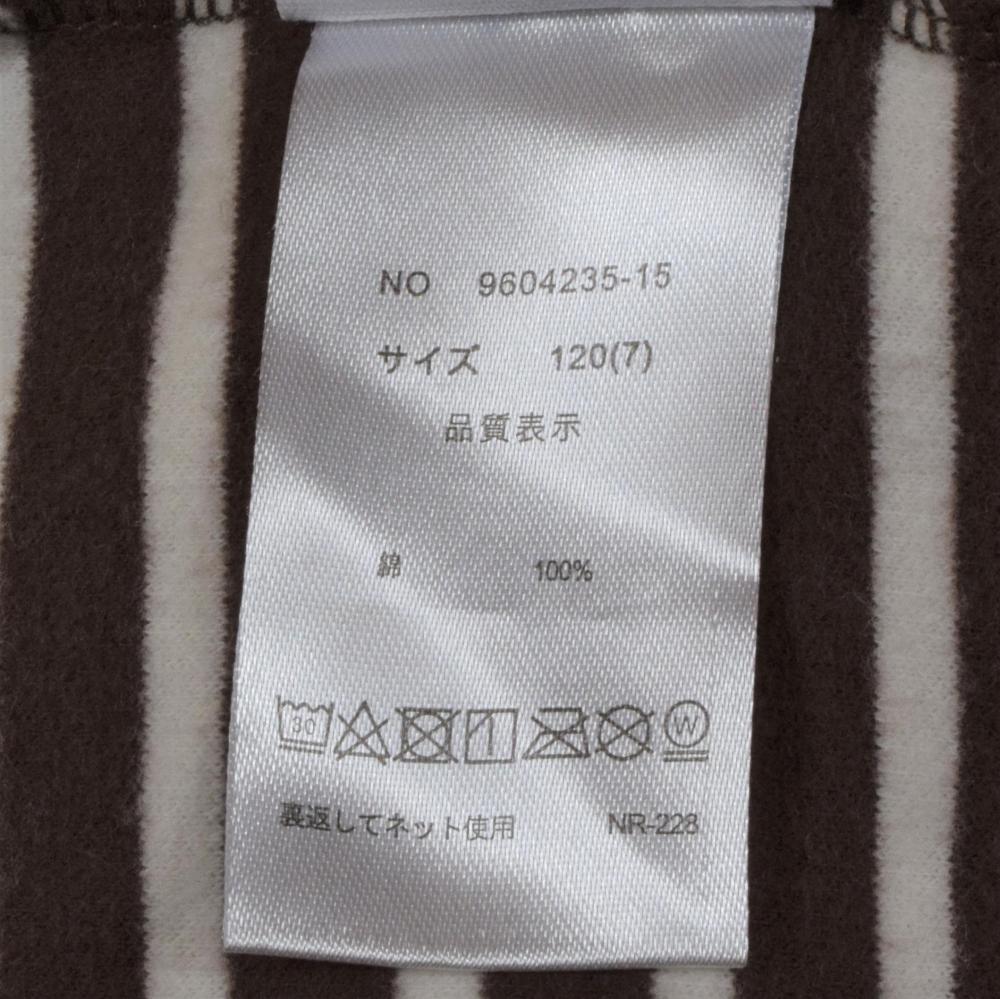 NO 9604235-15
サイズ 120(7)
品質表示
綿 100%
30 W
裏返してネット使用 NR-228